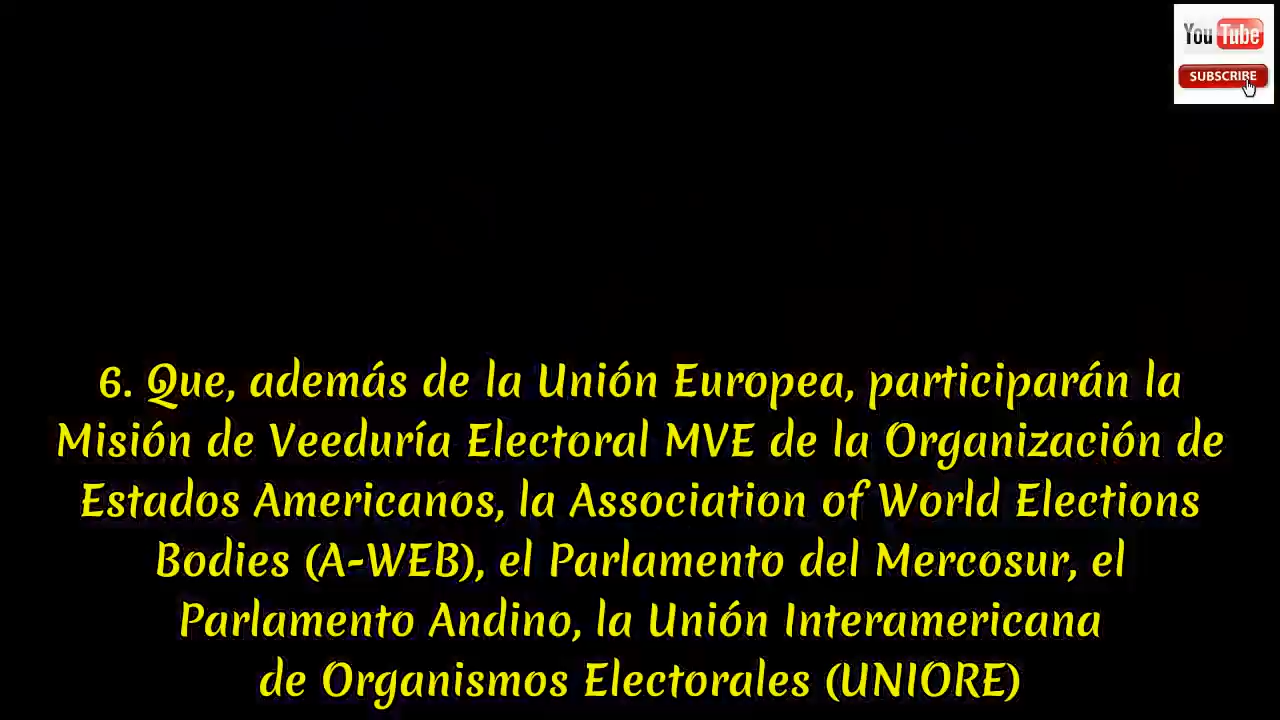 You Tube
SUBSCRIBE
6. Que, además de la Unión Europea, participarán la
Misión de Veeduría Electoral MVE de la Organización de
Estados Americanos, la Association of World Elections
Bodies (A-WEB), el Parlamento del Mercosur, el
Parlamento Andino, la Unión Interamericana
de Organismos Electorales (UNIORE)